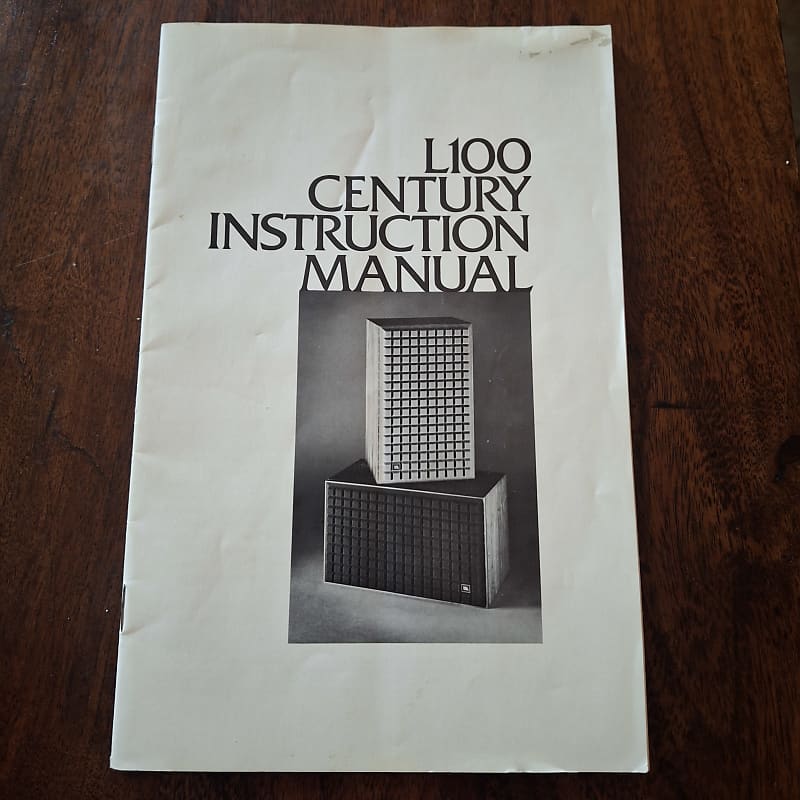 L100
CENTURY
INSTRUCTION
MANUAL